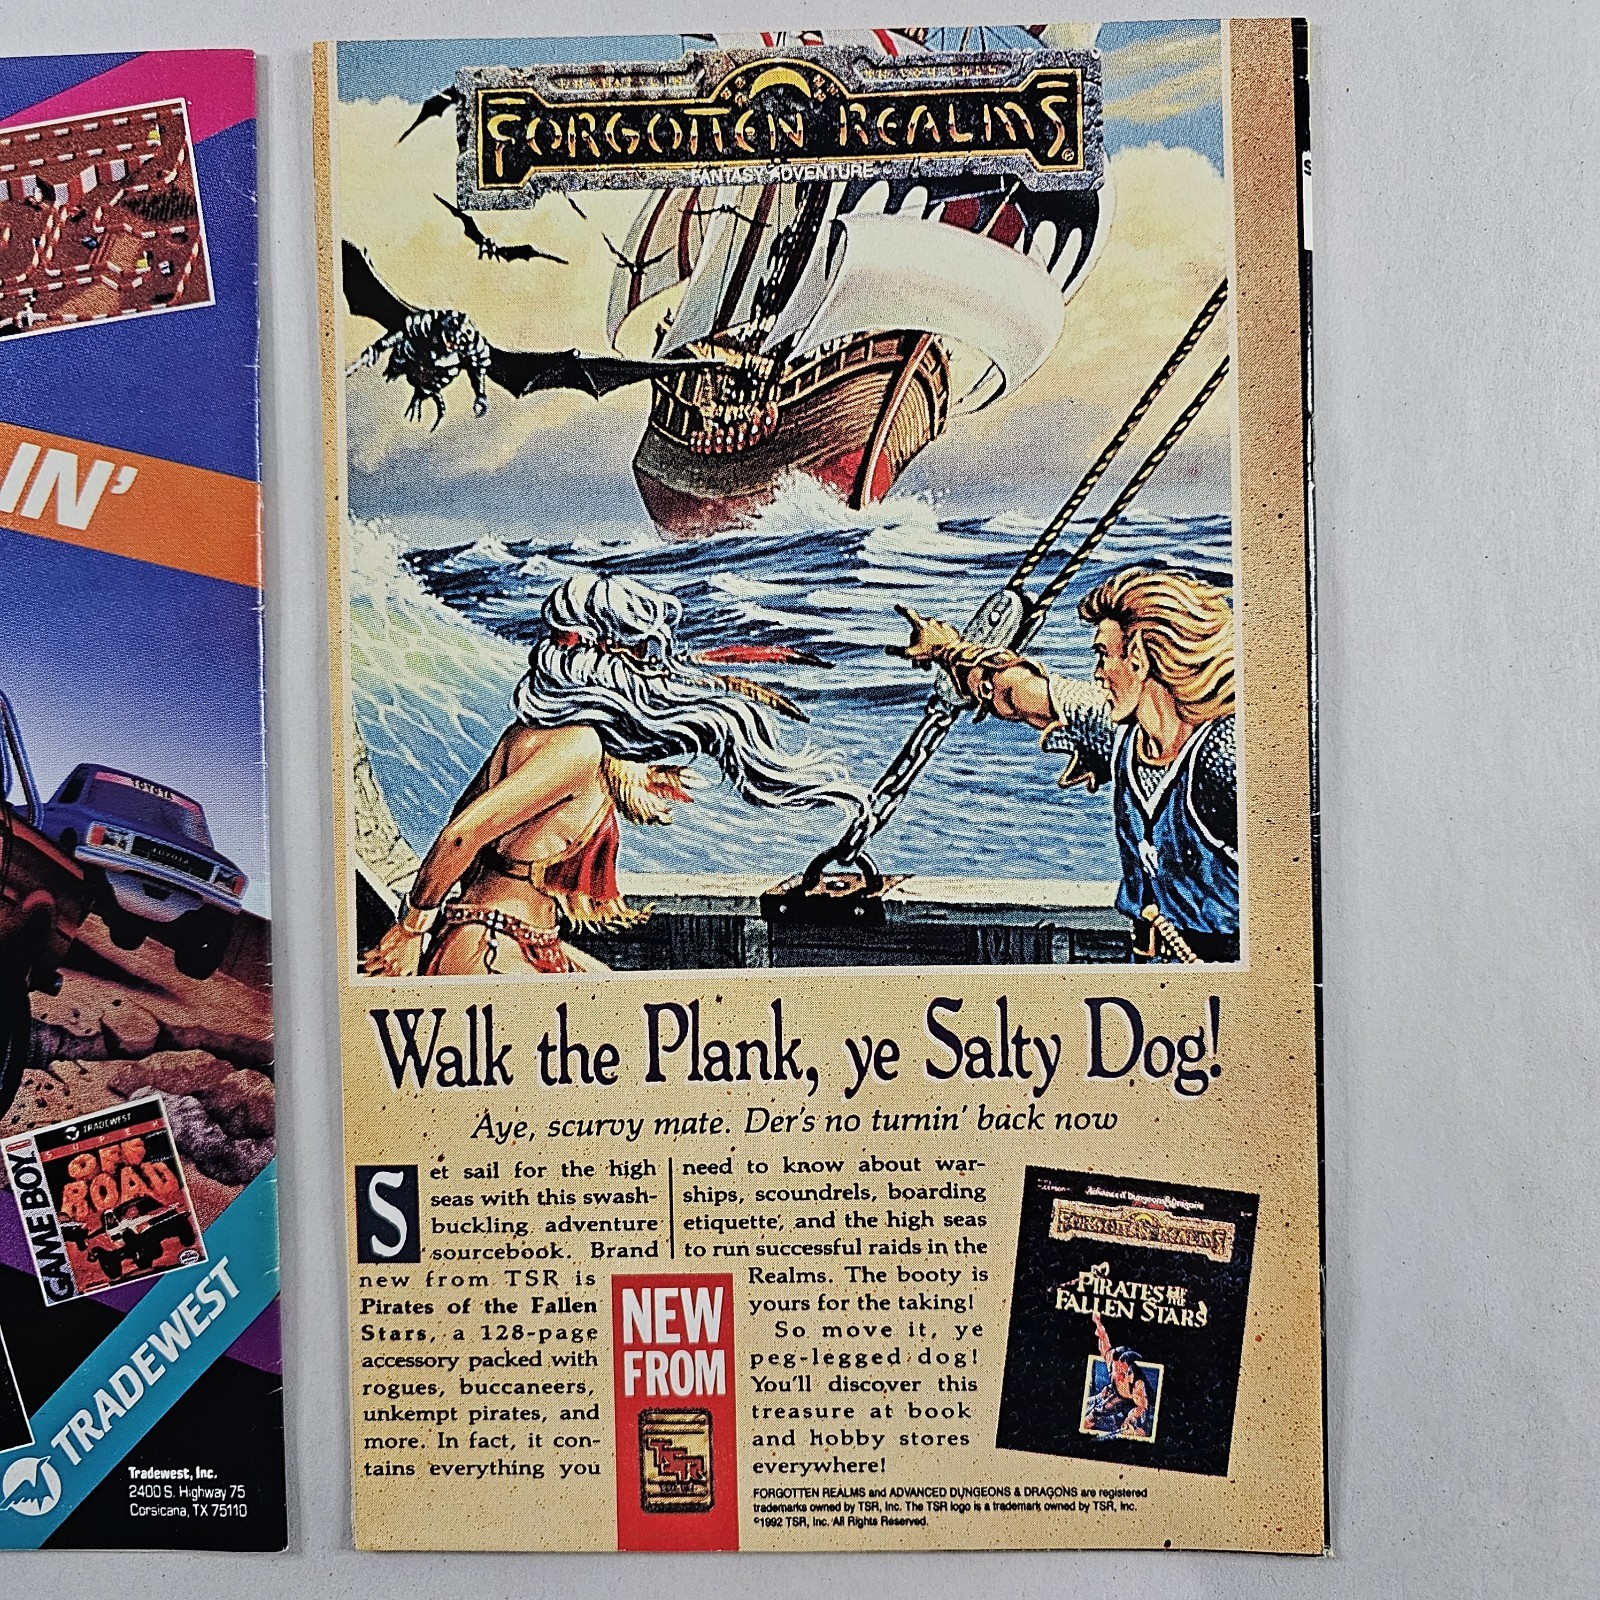 IN'
TOYOTA
TOYOTA
TRADEWEST
SUPER
OFF
ROAD
GAME BOY
TRADEWEST
Tradewest, Inc.
2400 S. Highway 75
Corsicana, TX 75110
FORGOTTEN REALMS
FANTASY ADVENTURE
Walk the Plank, ye Salty Dog!
Aye, scurvy mate. Der's no turnin' back now
Set sail for the high
seas with this swash-
buckling adventure
sourcebook. Brand
new from TSR is
Pirates of the Fallen
Stars, a 128-page
accessory packed with
rogues, buccaneers,
unkempt pirates, and
more. In fact, it con-
tains everything you
need to know about war-
ships, scoundrels, boarding
etiquette, and the high seas
to run successful raids in the
Realms. The booty is
yours for the taking!
So move it, ye
peg-legged dog!
You'll discover this
treasure at book
and hobby stores
everywhere!
NEW
FROM
TSR
Advanced Dungeons & Dragons
FORGOTTEN REALMS
PIRATES OF THE
FALLEN STARS
FORGOTTEN REALMS and ADVANCED DUNGEONS & DRAGONS are registered
trademarks owned by TSR, Inc. The TSR logo is a trademark owned by TSR, Inc.
©1992 TSR, Inc. All Rights Reserved.